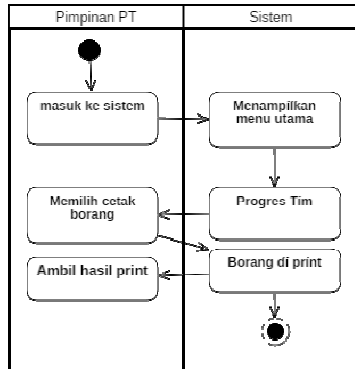 Pimpinan PT
Sistem
masuk ke sistem
Menampilkan
menu utama
Memilih cetak
borang
Progres Tim
Ambil hasil print
Borang di print